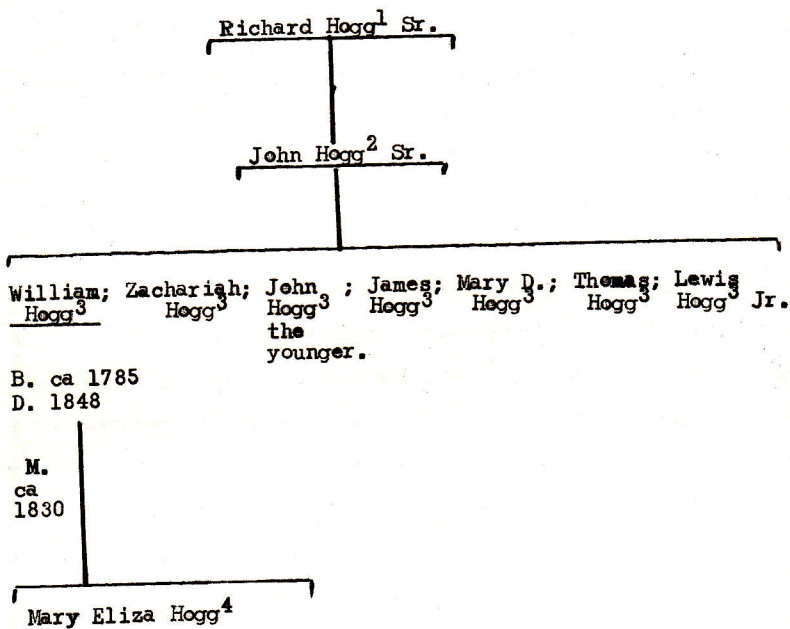 Richard Hogg¹ Sr.
John Hogg² Sr.
William; Zachariah; John ; James; Mary D.; Thomas; Lewis
Hogg³ Hogg³ Hogg³ Hogg³ Hogg³ Hogg³ Hogg³ Jr.
the
younger.
B. ca 1785
D. 1848
M.
ca
1830
Mary Eliza Hogg⁴